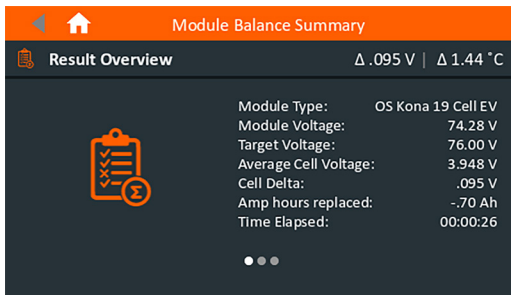 Module Balance Summary
Result Overview
Δ .095 V | Δ 1.44 °C
Module Type: OS Kona 19 Cell EV
Module Voltage: 74.28 V
Target Voltage: 76.00 V
Average Cell Voltage: 3.948 V
Cell Delta: .095 V
Amp hours replaced: -.70 Ah
Time Elapsed: 00:00:26
Σ